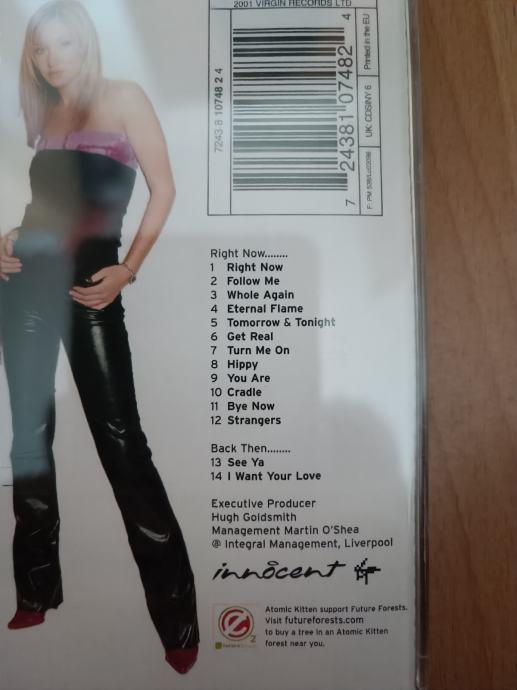 2001 VIRGIN RECORDS LTD
7243 8 10748 2 4
7 24381 07482 4
Printed in the EU
UK: CDSINY 6
F: PM 528
Right Now........
1 Right Now
2 Follow Me
3 Whole Again
4 Eternal Flame
5 Tomorrow & Tonight
6 Get Real
7 Turn Me On
8 Hippy
9 You Are
10 Cradle
11 Bye Now
12 Strangers
Back Then........
13 See Ya
14 I Want Your Love
Executive Producer
Hugh Goldsmith
Management Martin O'Shea
@ Integral Management, Liverpool
innocent
Atomic Kitten support Future Forests.
Visit futureforests.com
to buy a tree in an Atomic Kitten
forest near you.